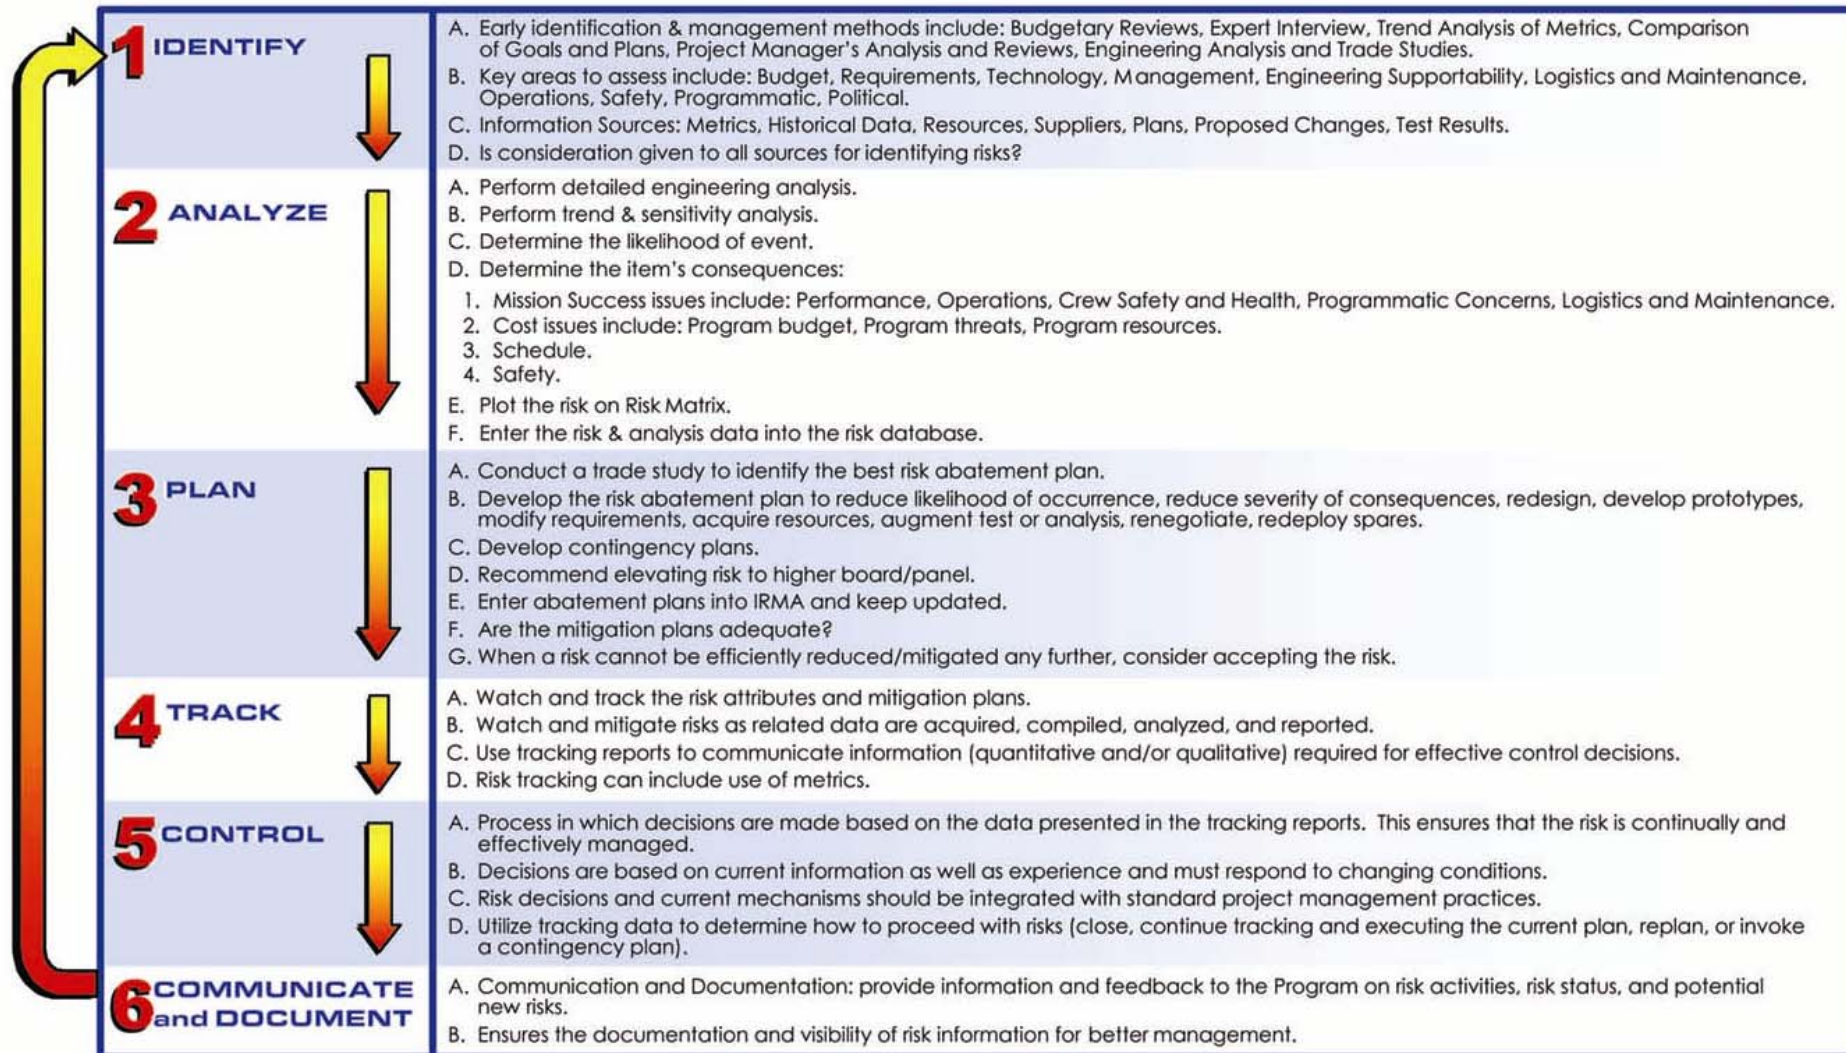 1 IDENTIFY
A. Early identification & management methods include: Budgetary Reviews, Expert Interview, Trend Analysis of Metrics, Comparison
of Goals and Plans, Project Manager's Analysis and Reviews, Engineering Analysis and Trade Studies.
B. Key areas to assess include: Budget, Requirements, Technology, Management, Engineering Supportability, Logistics and Maintenance,
Operations, Safety, Programmatic, Political.
C. Information Sources: Metrics, Historical Data, Resources, Suppliers, Plans, Proposed Changes, Test Results.
D. Is consideration given to all sources for identifying risks?
2 ANALYZE
A. Perform detailed engineering analysis.
B. Perform trend & sensitivity analysis.
C. Determine the likelihood of event.
D. Determine the item's consequences:
1. Mission Success issues include: Performance, Operations, Crew Safety and Health, Programmatic Concerns, Logistics and Maintenance.
2. Cost issues include: Program budget, Program threats, Program resources.
3. Schedule.
4. Safety.
E. Plot the risk on Risk Matrix.
F. Enter the risk & analysis data into the risk database.
3 PLAN
A. Conduct a trade study to identify the best risk abatement plan.
B. Develop the risk abatement plan to reduce likelihood of occurrence, reduce severity of consequences, redesign, develop prototypes,
modify requirements, acquire resources, augment test or analysis, renegotiate, redeploy spares.
C. Develop contingency plans.
D. Recommend elevating risk to higher board/panel.
E. Enter abatement plans into IRMA and keep updated.
F. Are the mitigation plans adequate?
G. When a risk cannot be efficiently reduced/mitigated any further, consider accepting the risk.
4 TRACK
A. Watch and track the risk attributes and mitigation plans.
B. Watch and mitigate risks as related data are acquired, compiled, analyzed, and reported.
C. Use tracking reports to communicate information (quantitative and/or qualitative) required for effective control decisions.
D. Risk tracking can include use of metrics.
5 CONTROL
A. Process in which decisions are made based on the data presented in the tracking reports. This ensures that the risk is continually and
effectively managed.
B. Decisions are based on current information as well as experience and must respond to changing conditions.
C. Risk decisions and current mechanisms should be integrated with standard project management practices.
D. Utilize tracking data to determine how to proceed with risks (close, continue tracking and executing the current plan, replan, or invoke
a contingency plan).
6 COMMUNICATE
and DOCUMENT
A. Communication and Documentation: provide information and feedback to the Program on risk activities, risk status, and potential
new risks.
B. Ensures the documentation and visibility of risk information for better management.